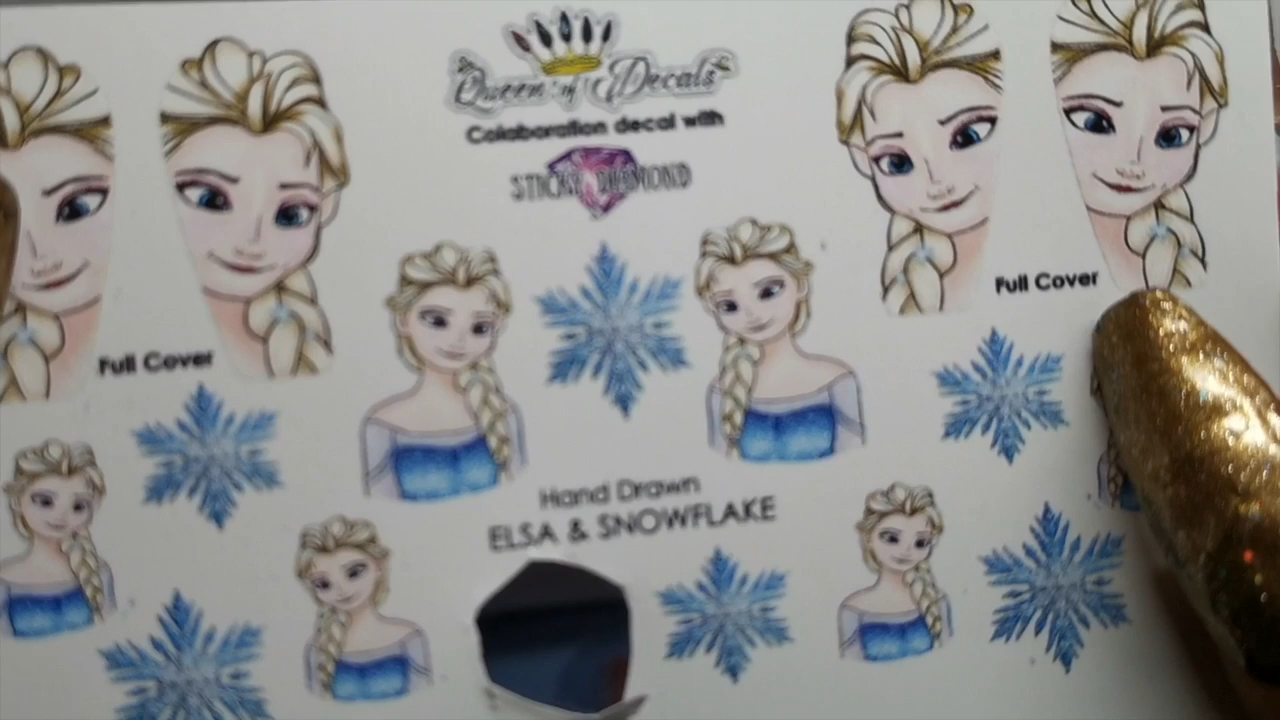 Queen of Decals
Colaboration decal with
STICKY DIAMOND
Full Cover
Full Cover
Hand Drawn
ELSA & SNOWFLAKE